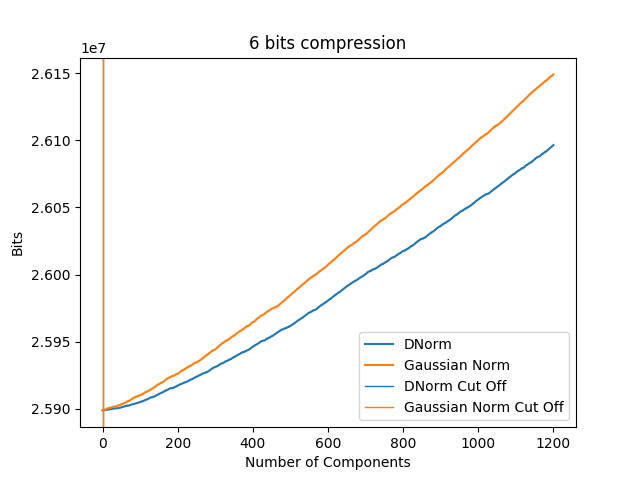 6 bits compression
1e7
2.615
2.610
2.605
2.600
2.595
2.590
Bits
0 200 400 600 800 1000 1200
Number of Components
DNorm
Gaussian Norm
DNorm Cut Off
Gaussian Norm Cut Off